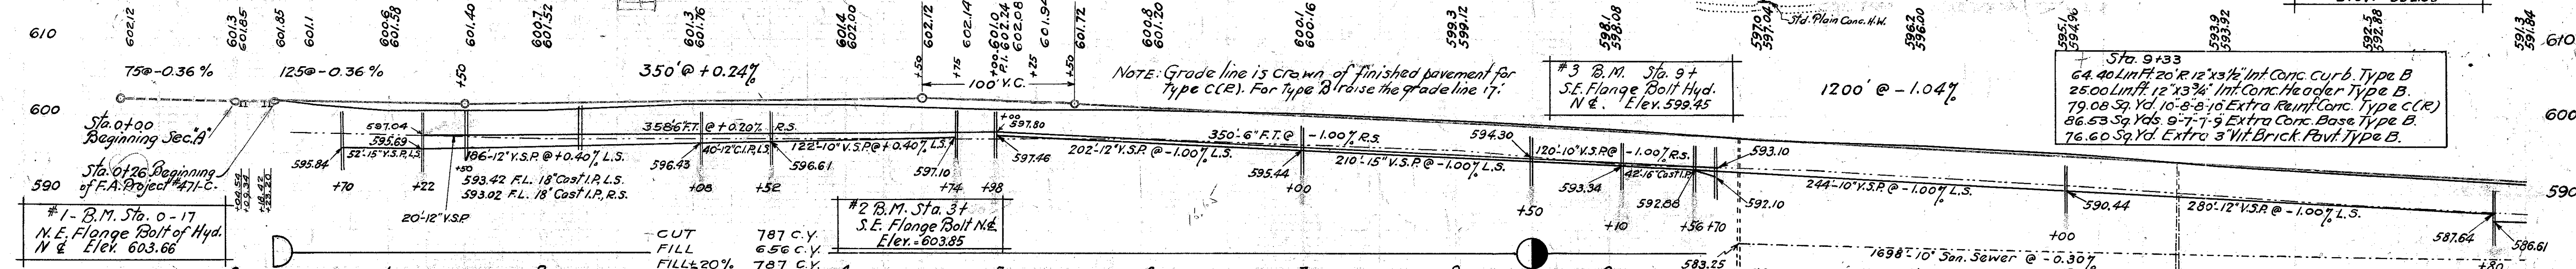 610
602.12
601.3
601.85
601.85
601.1
600.6
601.58
601.40
600.7
601.52
601.3
601.76
601.4
602.00
602.12
602.14
601.0
P.I. 602.24
602.08
601.94
601.72
600.8
601.20
600.1
600.16
599.3
599.12
598.1
598.08
597.0
597.04
596.2
596.00
595.1
594.96
593.9
593.92
592.5
592.88
591.3
591.84
610
Std. Plain Conc. H.W.
75@-0.36%
125@-0.36%
+50
350'@ +0.24%
+50
+75
+00
+25
+50
100' V.C.
NOTE: Grade line is crown of finished pavement for
Type C(R). For Type B raise the grade line 1".
#3 B.M. Sta. 9+
S.E. Flange Bolt Hyd.
N ℄. Elev. 599.45
1200' @ -1.04%
Sta. 9+33
64.40 Lin.Ft. 20"R. 12"x3½" Int. Conc. Curb. Type B
25.00 Lin.ft. 12"x3¾" Int. Conc. Header Type B.
79.08 Sq. Yd. 10-8-8-10 Extra Reinf. Conc. Type C(R)
86.53 Sq. Yds. 9-7-7-9 Extra Conc. Base Type B.
76.60 Sq. Yd. Extra 3" Vit. Brick Pavt. Type B.
600
600
Sta. 0+00
Beginning Sec. "A"
Sta. 0+26 Beginning
of F.A. Project #471-C.
597.04
595.69
595.84
52'-15" V.S.P. L.S.
186-12" V.S.P. @ +0.40% L.S.
358'6" F.T. @ +0.20% R.S.
40-12" C.I.P. L.S.
122-10" V.S.P. @ +0.40% L.S.
596.43
596.61
597.10
+00
597.80
597.46
202'-12" V.S.P. @ -1.00% L.S.
350'-6" F.T. @ -1.00% R.S.
595.44
210'-15" V.S.P. @ -1.00% L.S.
594.30
120'-10" V.S.P. @ -1.00% R.S.
593.34
42'-16" Cast I.P.
592.88
593.10
592.10
244-10" V.S.P. @ -1.00% L.S.
590.44
280'-12" V.S.P. @ -1.00% L.S.
587.64
586.61
590
590
+70
+22
+50
593.42 F.L. 18" Cast I.P., L.S.
593.02 F.L. 18" Cast I.P., R.S.
20'-12" V.S.P.
+08
+52
+74
+98
+00
+50
+10
+56
+70
+00
+80
#1 - B.M. Sta. 0-17
N.E. Flange Bolt of Hyd.
N ℄ Elev. 603.66
#2 B.M. Sta. 3+
S.E. Flange Bolt N.℄
Elev. = 603.85
CUT 787 C.Y.
FILL 656 C.Y.
FILL+20% 787 C.Y.
583.25
1698'-10" San. Sewer @ -0.30%